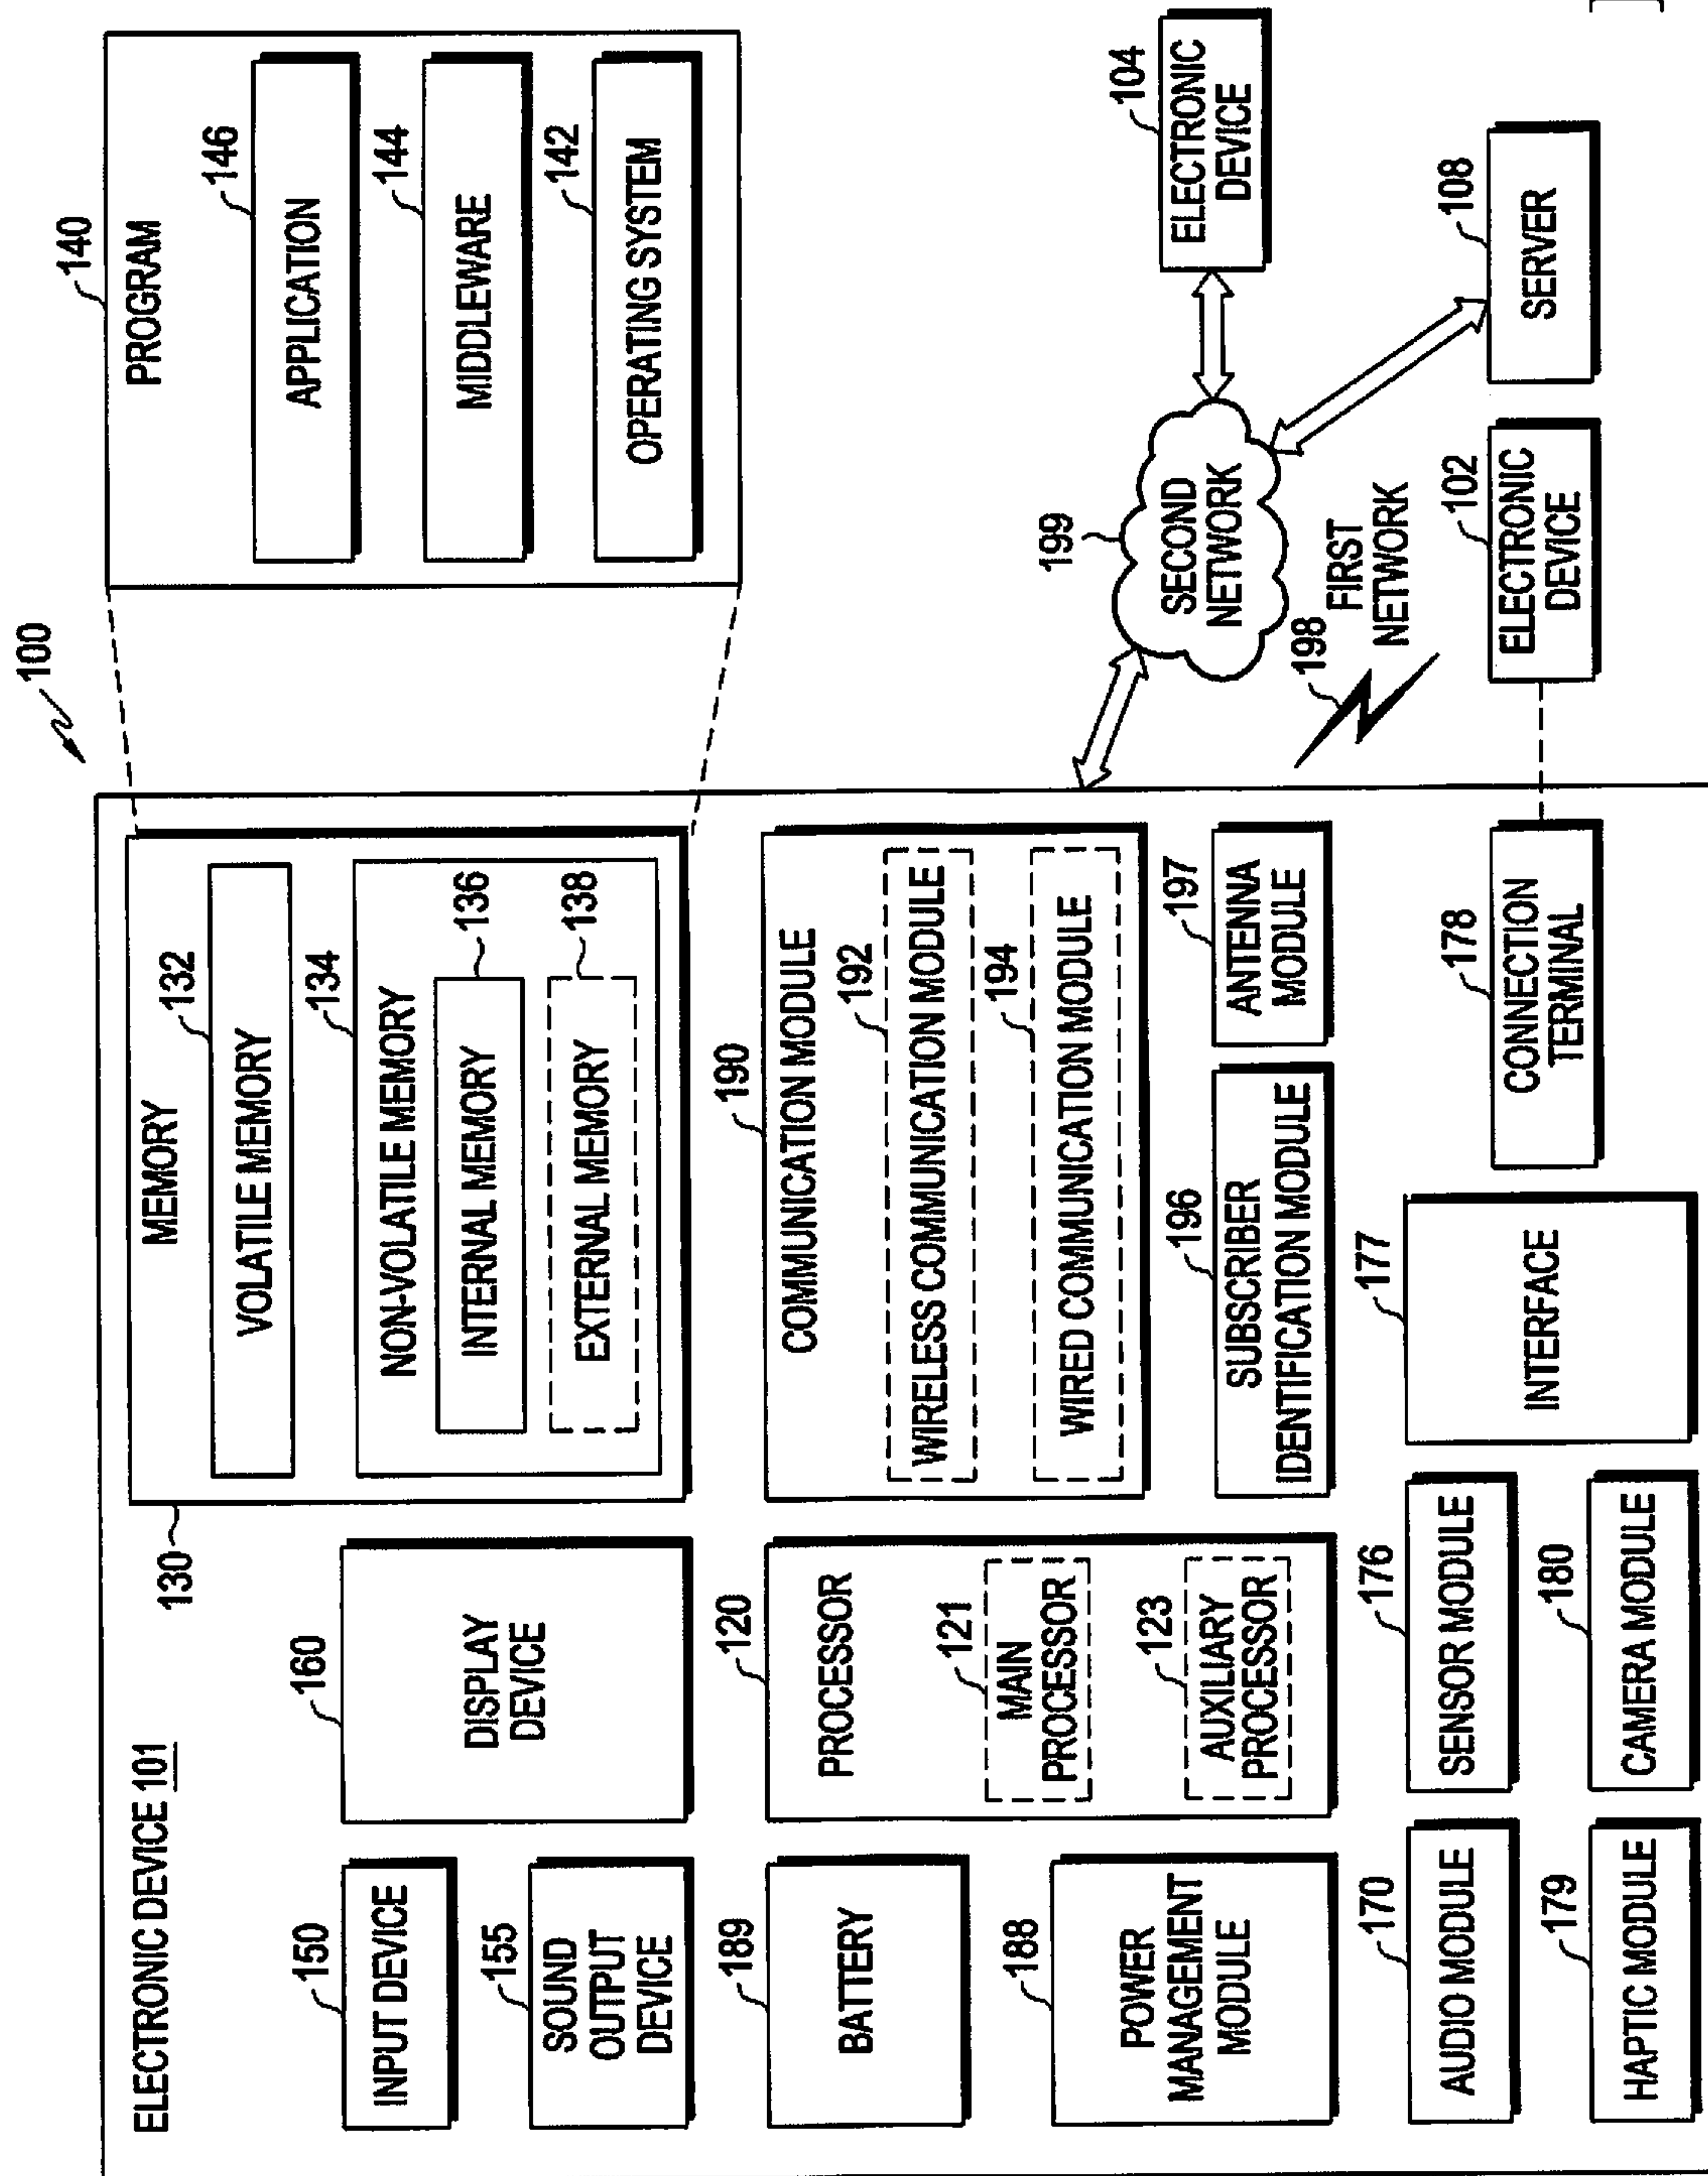 100
ELECTRONIC DEVICE 101
150
INPUT DEVICE
155
SOUND
OUTPUT
DEVICE
160
DISPLAY
DEVICE
130
MEMORY
132
VOLATILE MEMORY
134
NON-VOLATILE MEMORY
136
INTERNAL MEMORY
138
EXTERNAL MEMORY
140
PROGRAM
146
APPLICATION
144
MIDDLEWARE
142
OPERATING SYSTEM
189
BATTERY
188
POWER
MANAGEMENT
MODULE
120
PROCESSOR
121
MAIN
PROCESSOR
123
AUXILIARY
PROCESSOR
190
COMMUNICATION MODULE
192
WIRELESS COMMUNICATION MODULE
194
WIRED COMMUNICATION MODULE
196
SUBSCRIBER
IDENTIFICATION MODULE
197
ANTENNA
MODULE
199
SECOND
NETWORK
104
ELECTRONIC
DEVICE
198
FIRST
NETWORK
170
AUDIO MODULE
176
SENSOR MODULE
177
INTERFACE
178
CONNECTION
TERMINAL
102
ELECTRONIC
DEVICE
108
SERVER
179
HAPTIC MODULE
180
CAMERA MODULE